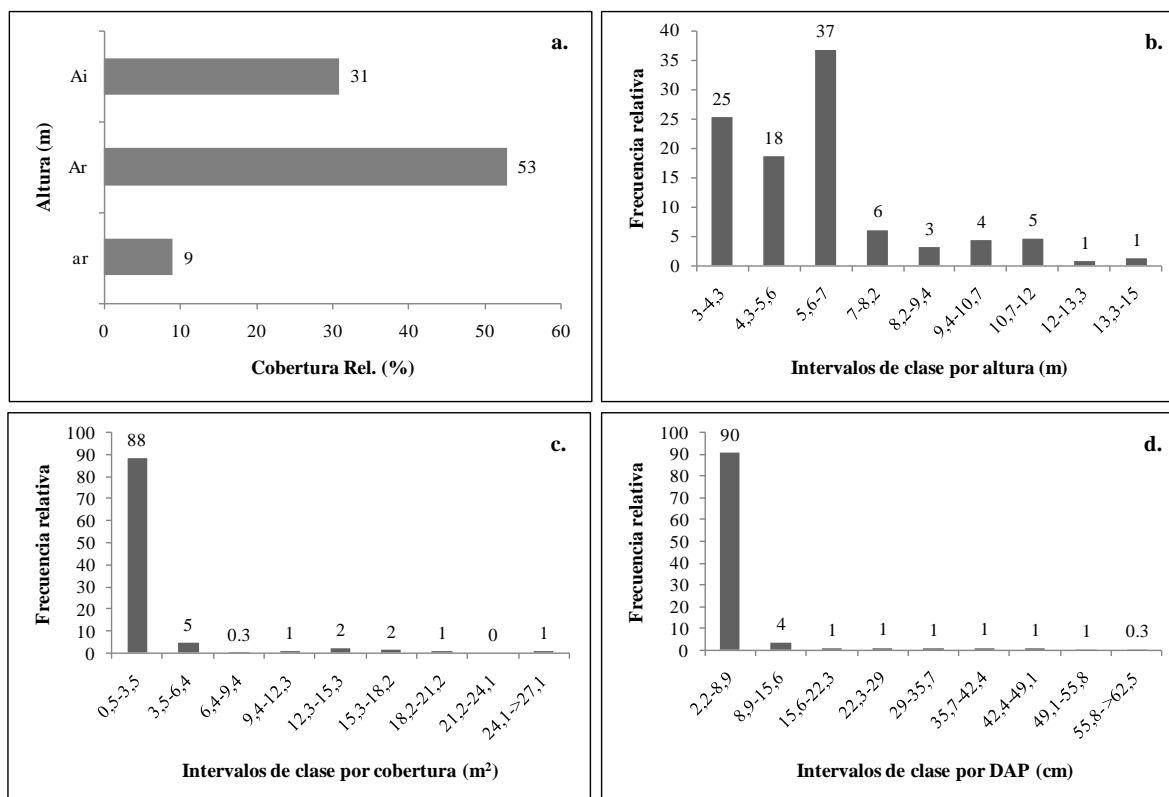 a.
Altura (m)
Ai
Ar
ar
31
53
9
0 10 20 30 40 50 60
Cobertura Rel. (%)
b.
Frecuencia relativa
40
35
30
25
20
15
10
5
0
25 18 37 6 3 4 5 1 1
3-4,3 4,3-5,6 5,6-7 7-8,2 8,2-9,4 9,4-10,7 10,7-12 12-13,3 13,3-15
Intervalos de clase por altura (m)
c.
Frecuencia relativa
100
90
80
70
60
50
40
30
20
10
0
88 5 0.3 1 2 2 1 0 1
0,5-3,5 3,5-6,4 6,4-9,4 9,4-12,3 12,3-15,3 15,3-18,2 18,2-21,2 21,2-24,1 24,1->27,1
Intervalos de clase por cobertura (m²)
d.
Frecuencia relativa
100
90
80
70
60
50
40
30
20
10
0
90 4 1 1 1 1 1 1 0.3
2,2-8,9 8,9-15,6 15,6-22,3 22,3-29 29-35,7 35,7-42,4 42,4-49,1 49,1-55,8 55,8->62,5
Intervalos de clase por DAP (cm)